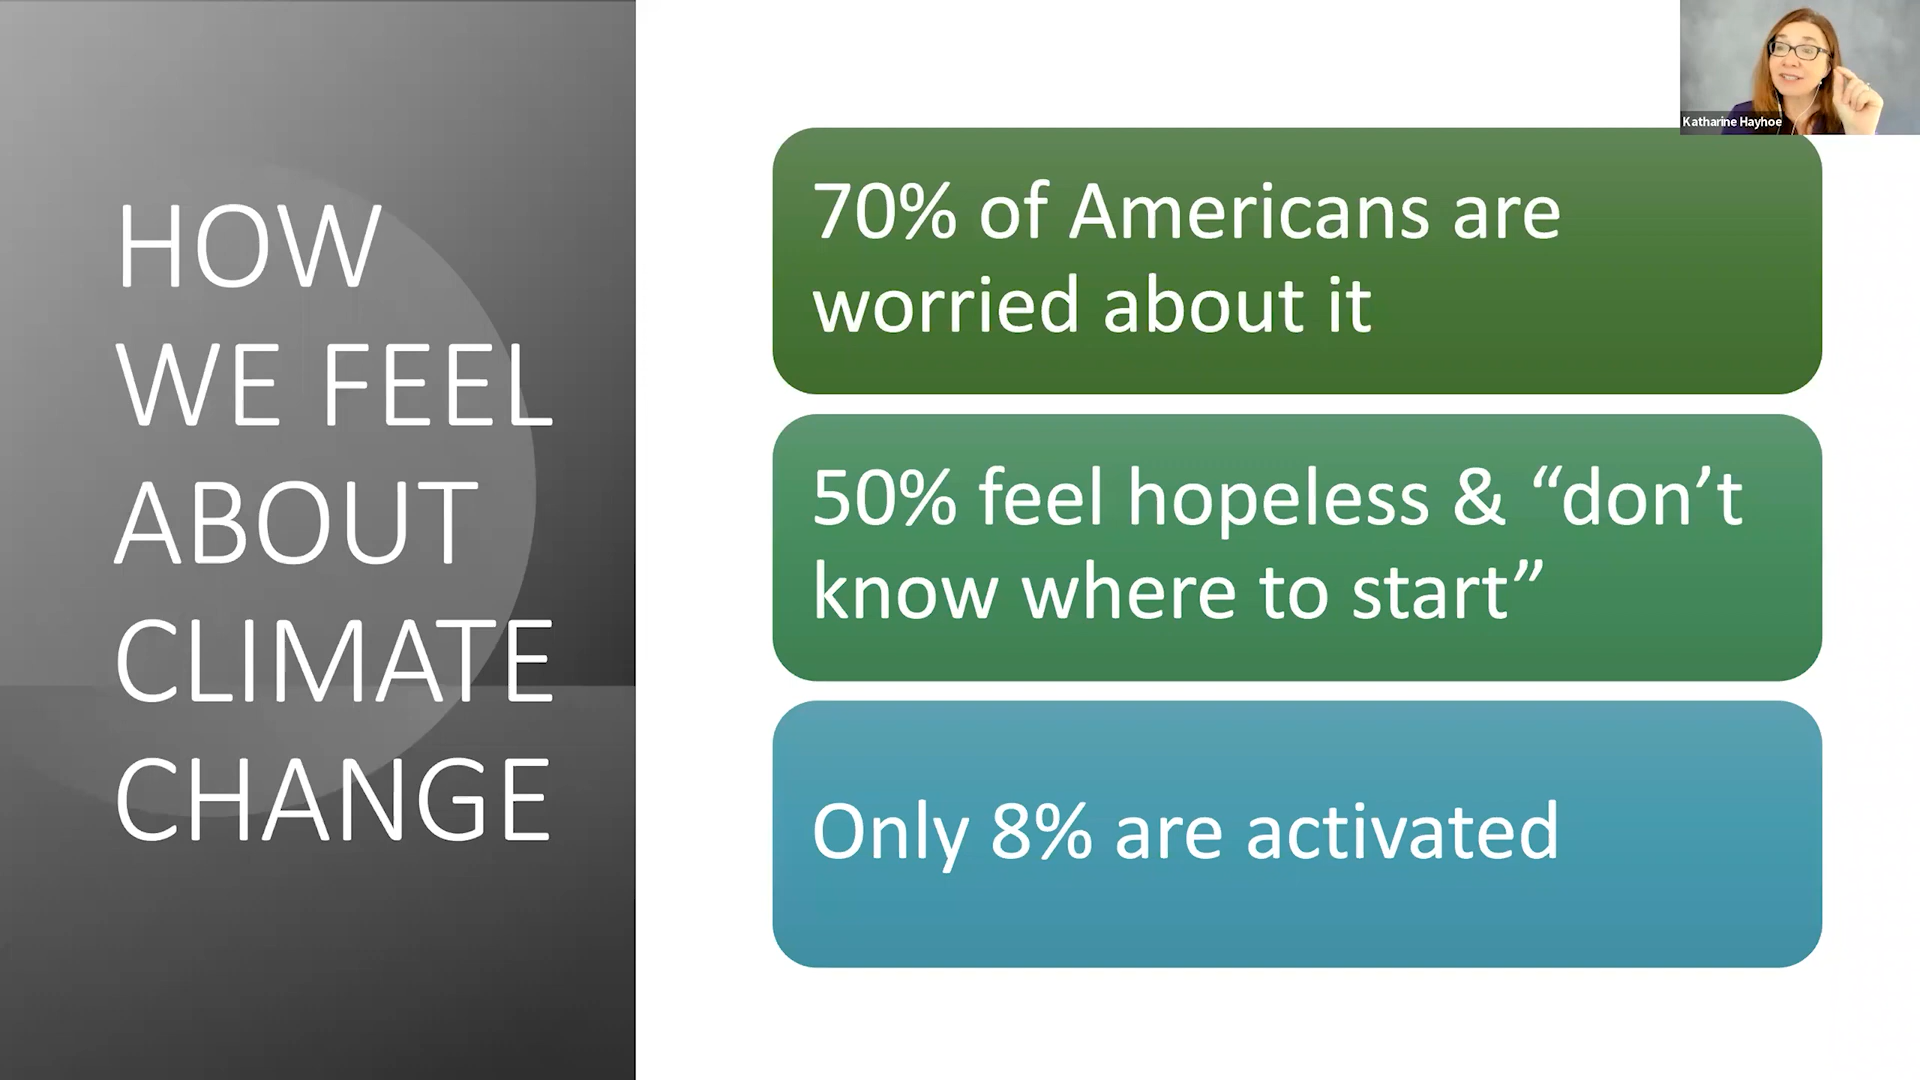 HOW
WE FEEL
ABOUT
CLIMATE
CHANGE
70% of Americans are
worried about it
50% feel hopeless & “don’t
know where to start”
Only 8% are activated
Katharine Hayhoe